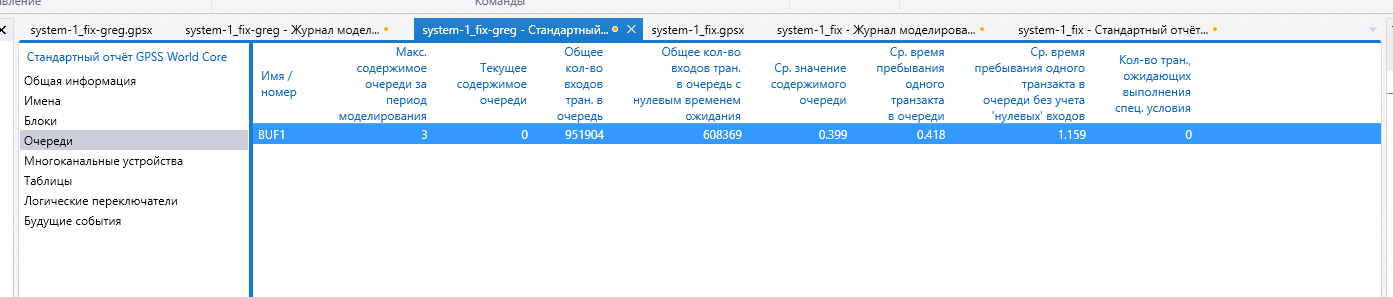 Команды
system-1_fix-greg.gpsx
system-1_fix-greg - Журнал модел...
system-1_fix-greg - Стандартный...
system-1_fix.gpsx
system-1_fix - Журнал моделирова...
system-1_fix - Стандартный отчёт...
Стандартный отчёт GPSS World Core
Общая информация
Имена
Блоки
Очереди
Многоканальные устройства
Таблицы
Логические переключатели
Будущие события
Имя /
номер
Макс.
содержимое
очереди за
период
моделирования
Текущее
содержимое
очереди
Общее
кол-во
входов
тран. в
очередь
Общее кол-во
входов тран.
в очередь с
нулевым временем
ожидания
Ср. значение
содержимого
очереди
Ср. время
пребывания
одного
транзакта
в очереди
Ср. время
пребывания одного
транзакта в
очереди без учета
'нулевых' входов
Кол-во тран.,
ожидающих
выполнения
спец. условия
BUF1 3 0 951904 608369 0.399 0.418 1.159 0